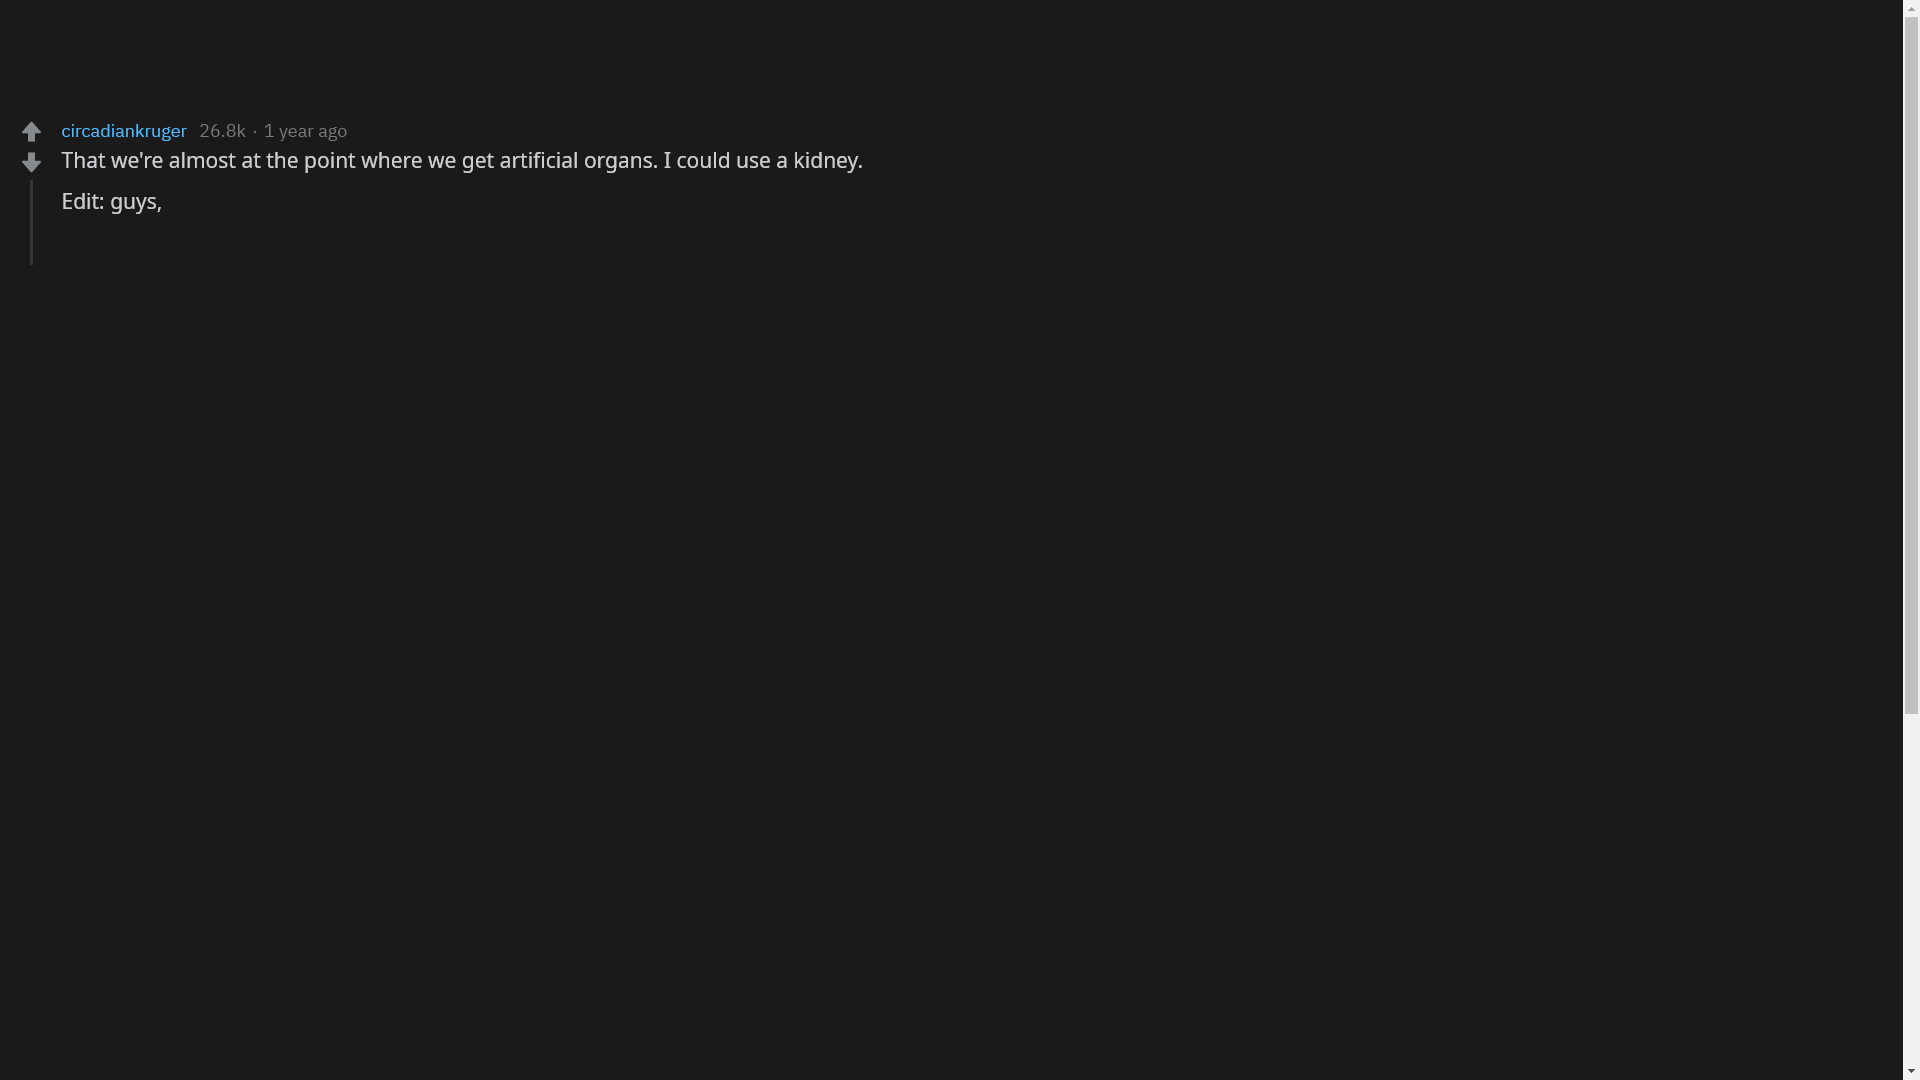 circadiankruger 26.8k · 1 year ago
That we're almost at the point where we get artificial organs. I could use a kidney.
Edit: guys,